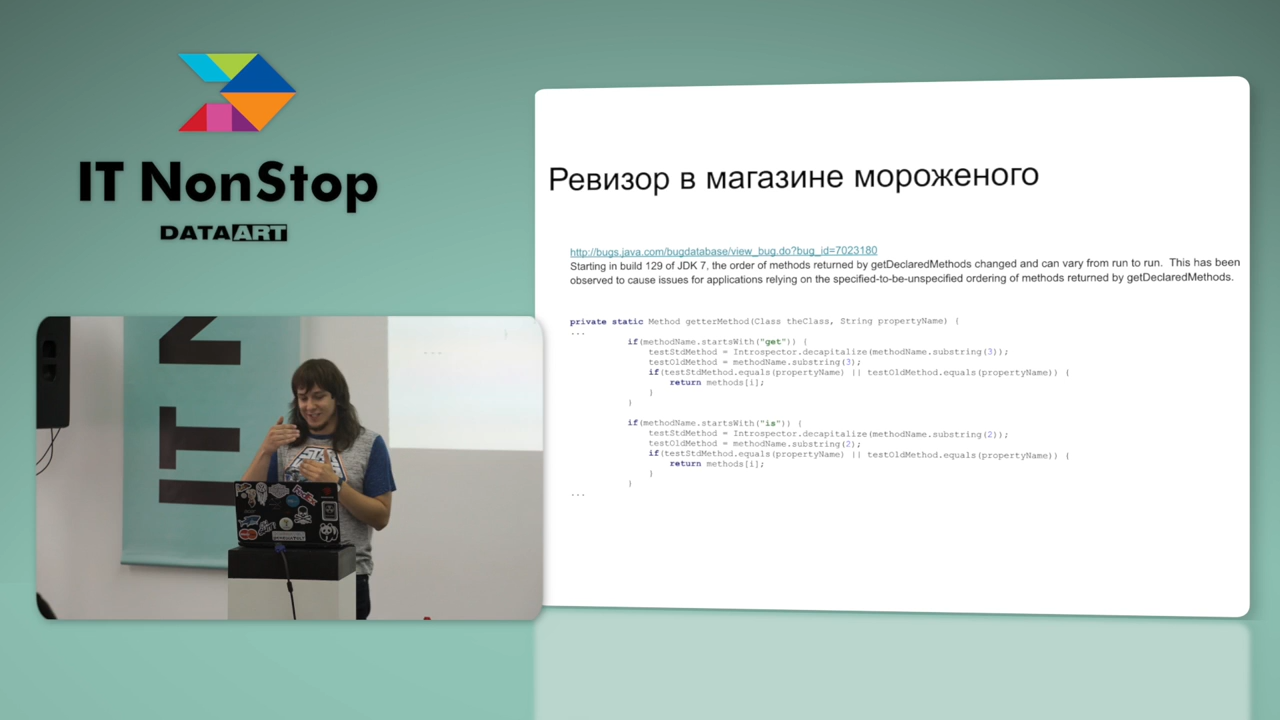 IT NonStop
DATAART
Ревизор в магазине мороженого
http://bugs.java.com/bugdatabase/view_bug.do?bug_id=7023180
Starting in build 129 of JDK 7, the order of methods returned by getDeclaredMethods changed and can vary from run to run. This has been
observed to cause issues for applications relying on the specified-to-be-unspecified ordering of methods returned by getDeclaredMethods.
private static Method getterMethod(Class theClass, String propertyName) {
...
if(methodName.startsWith("get")) {
testStdMethod = Introspector.decapitalize(methodName.substring(3));
testOldMethod = methodName.substring(3);
if(testStdMethod.equals(propertyName) || testOldMethod.equals(propertyName)) {
return methods[i];
}
}
if(methodName.startsWith("is")) {
testStdMethod = Introspector.decapitalize(methodName.substring(2));
testOldMethod = methodName.substring(2);
if(testStdMethod.equals(propertyName) || testOldMethod.equals(propertyName)) {
return methods[i];
}
}
...
IT N
FedEx